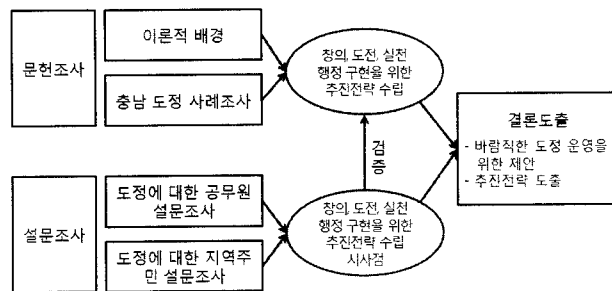 문헌조사
이론적 배경
충남 도정 사례조사
창의, 도전, 실천
행정 구현을 위한
추진전략 수립
검증
설문조사
도정에 대한 공무원
설문조사
도정에 대한 지역주
민 설문조사
창의, 도전, 실천
행정 구현을 위한
추진전략 수립
시사점
결론도출
- 바람직한 도정 운영을
위한 제안
- 추진전략 도출